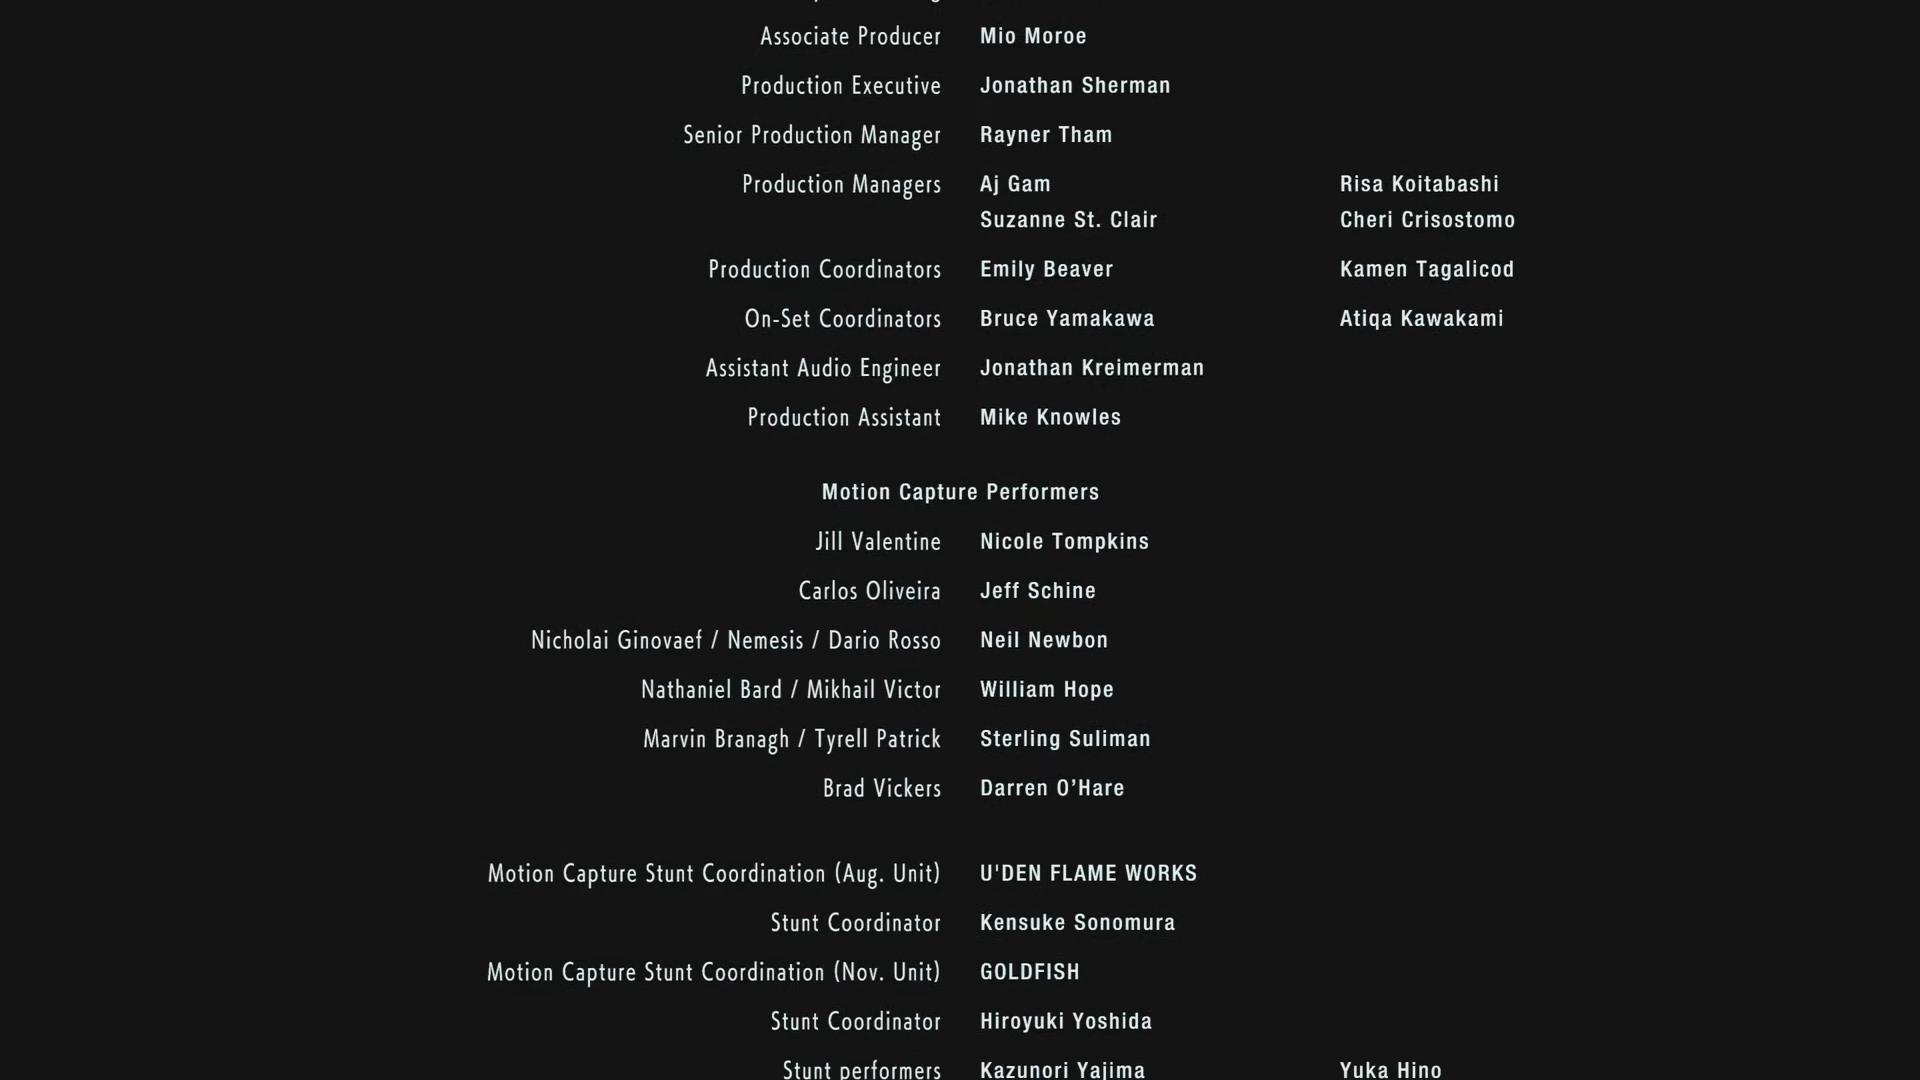 Associate Producer Mio Moroe
Production Executive Jonathan Sherman
Senior Production Manager Rayner Tham
Production Managers Aj Gam Risa Koitabashi
Suzanne St. Clair Cheri Crisostomo
Production Coordinators Emily Beaver Kamen Tagalicod
On-Set Coordinators Bruce Yamakawa Atiqa Kawakami
Assistant Audio Engineer Jonathan Kreimerman
Production Assistant Mike Knowles
Motion Capture Performers
Jill Valentine Nicole Tompkins
Carlos Oliveira Jeff Schine
Nicholai Ginovaef / Nemesis / Dario Rosso Neil Newbon
Nathaniel Bard / Mikhail Victor William Hope
Marvin Branagh / Tyrell Patrick Sterling Suliman
Brad Vickers Darren O’Hare
Motion Capture Stunt Coordination (Aug. Unit) U'DEN FLAME WORKS
Stunt Coordinator Kensuke Sonomura
Motion Capture Stunt Coordination (Nov. Unit) GOLDFISH
Stunt Coordinator Hiroyuki Yoshida
Stunt performers Kazunori Yajima Yuka Hino